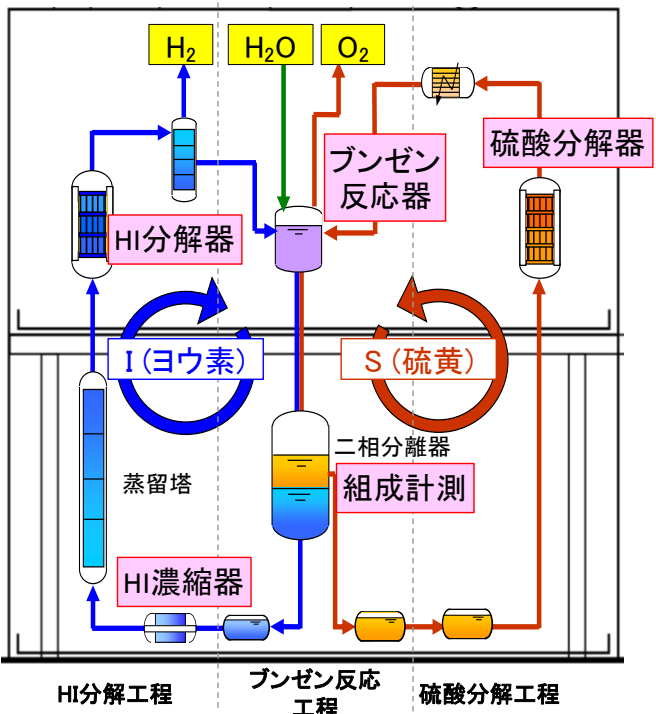 H₂
H₂O
O₂
硫酸分解器
ブンゼン
反応器
HI分解器
I (ヨウ素)
S (硫黄)
二相分離器
組成計測
蒸留塔
HI濃縮器
HI分解工程
ブンゼン反応
工程
硫酸分解工程